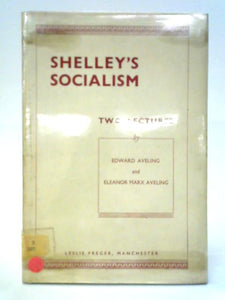 SHELLEY'S
SOCIALISM
TWO LECTURES
by
EDWARD AVELING
and
ELEANOR MARX AVELING
LESLIE PREGER, MANCHESTER